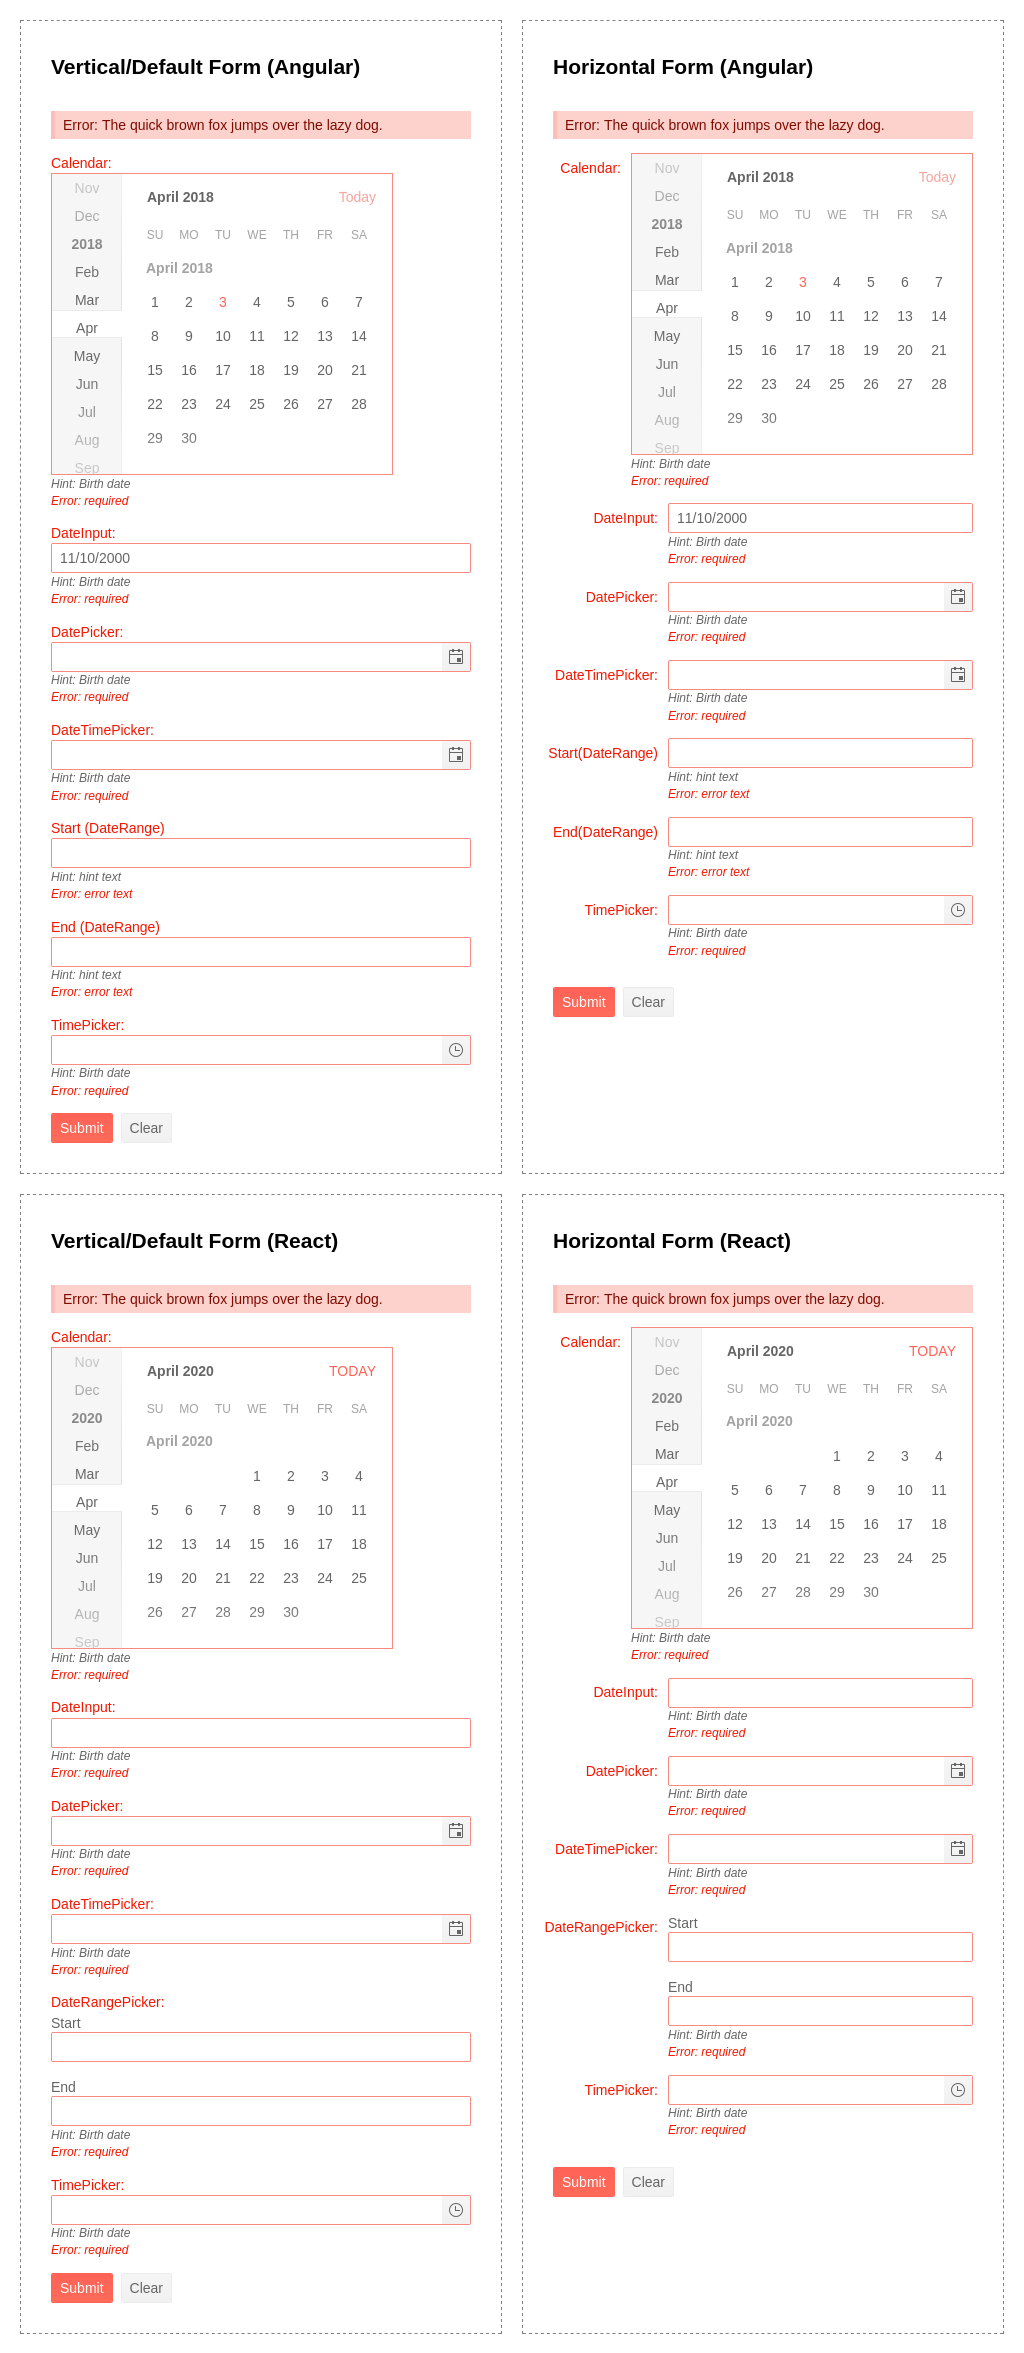 Vertical/Default Form (Angular)
Error: The quick brown fox jumps over the lazy dog.
Calendar:
Nov
Dec
2018
Feb
Mar
Apr
May
Jun
Jul
Aug
Sep
April 2018 Today
SU MO TU WE TH FR SA
April 2018
1 2 3 4 5 6 7
8 9 10 11 12 13 14
15 16 17 18 19 20 21
22 23 24 25 26 27 28
29 30
Hint: Birth date
Error: required
DateInput:
11/10/2000
Hint: Birth date
Error: required
DatePicker:
Hint: Birth date
Error: required
DateTimePicker:
Hint: Birth date
Error: required
Start (DateRange)
Hint: hint text
Error: error text
End (DateRange)
Hint: hint text
Error: error text
TimePicker:
Hint: Birth date
Error: required
Submit Clear
Horizontal Form (Angular)
Error: The quick brown fox jumps over the lazy dog.
Calendar:
Nov
Dec
2018
Feb
Mar
Apr
May
Jun
Jul
Aug
Sep
April 2018 Today
SU MO TU WE TH FR SA
April 2018
1 2 3 4 5 6 7
8 9 10 11 12 13 14
15 16 17 18 19 20 21
22 23 24 25 26 27 28
29 30
Hint: Birth date
Error: required
DateInput: 11/10/2000
Hint: Birth date
Error: required
DatePicker:
Hint: Birth date
Error: required
DateTimePicker:
Hint: Birth date
Error: required
Start(DateRange)
Hint: hint text
Error: error text
End(DateRange)
Hint: hint text
Error: error text
TimePicker:
Hint: Birth date
Error: required
Submit Clear
Vertical/Default Form (React)
Error: The quick brown fox jumps over the lazy dog.
Calendar:
Nov
Dec
2020
Feb
Mar
Apr
May
Jun
Jul
Aug
Sep
April 2020 TODAY
SU MO TU WE TH FR SA
April 2020
1 2 3 4
5 6 7 8 9 10 11
12 13 14 15 16 17 18
19 20 21 22 23 24 25
26 27 28 29 30
Hint: Birth date
Error: required
DateInput:
Hint: Birth date
Error: required
DatePicker:
Hint: Birth date
Error: required
DateTimePicker:
Hint: Birth date
Error: required
DateRangePicker:
Start
End
Hint: Birth date
Error: required
TimePicker:
Hint: Birth date
Error: required
Submit Clear
Horizontal Form (React)
Error: The quick brown fox jumps over the lazy dog.
Calendar:
Nov
Dec
2020
Feb
Mar
Apr
May
Jun
Jul
Aug
Sep
April 2020 TODAY
SU MO TU WE TH FR SA
April 2020
1 2 3 4
5 6 7 8 9 10 11
12 13 14 15 16 17 18
19 20 21 22 23 24 25
26 27 28 29 30
Hint: Birth date
Error: required
DateInput:
Hint: Birth date
Error: required
DatePicker:
Hint: Birth date
Error: required
DateTimePicker:
Hint: Birth date
Error: required
DateRangePicker: Start
End
Hint: Birth date
Error: required
TimePicker:
Hint: Birth date
Error: required
Submit Clear